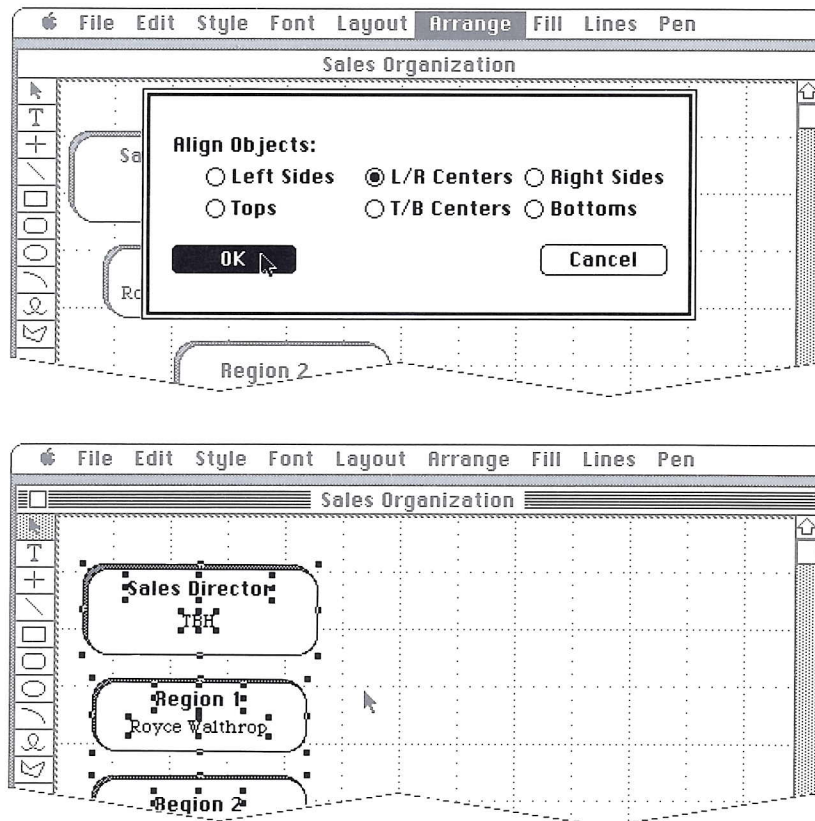 File Edit Style Font Layout Arrange Fill Lines Pen
Sales Organization
T
Align Objects:
Sa
Left Sides L/R Centers Right Sides
Tops T/B Centers Bottoms
OK Cancel
Ro
Region 2
File Edit Style Font Layout Arrange Fill Lines Pen
Sales Organization
T
Sales Director
TBH
Region 1
Royce Walthrop
Region 2